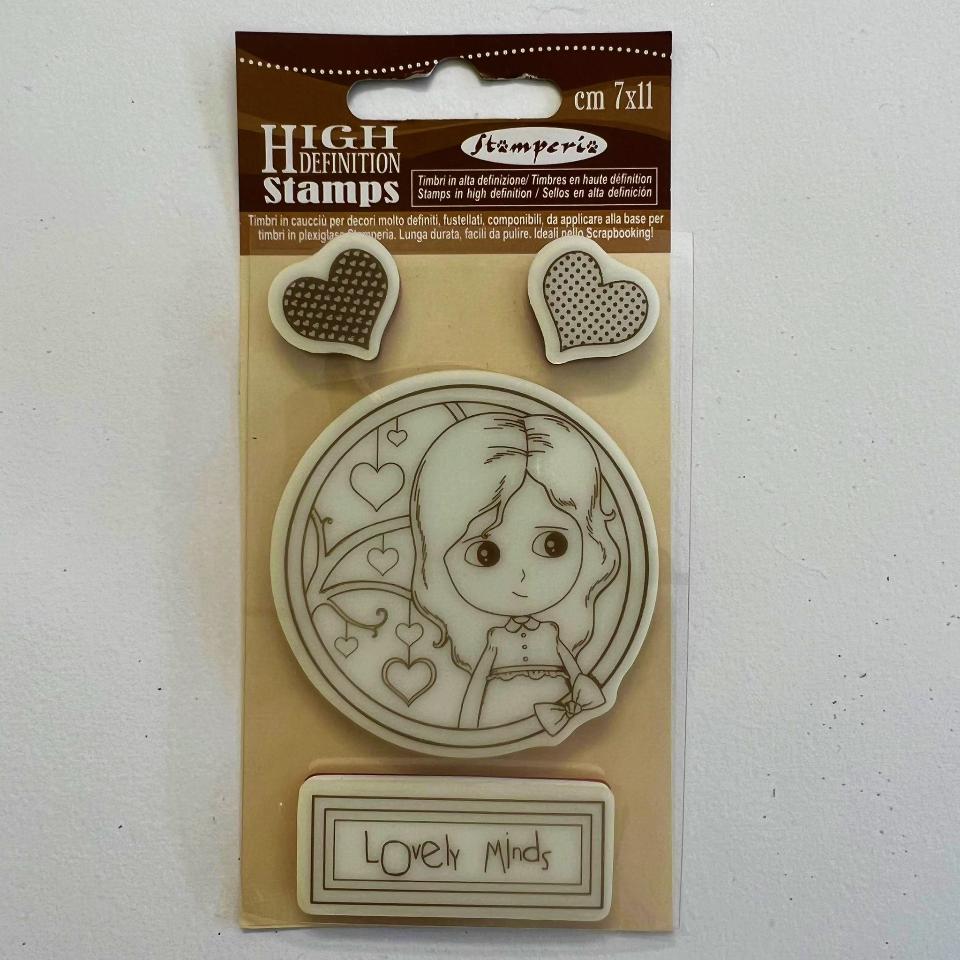 cm 7x11
HIGH
DEFINITION
Stamps
Stamperia
Timbri in alta definizione/ Timbres en haute définition
Stamps in high definition / Sellos en alta definición
Timbri in caucciù per decori molto definiti, fustellati, componibili, da applicare alla base per
timbri in plexiglass Stamperia. Lunga durata, facili da pulire. Ideali nello Scrapbooking!
Lovely Minds